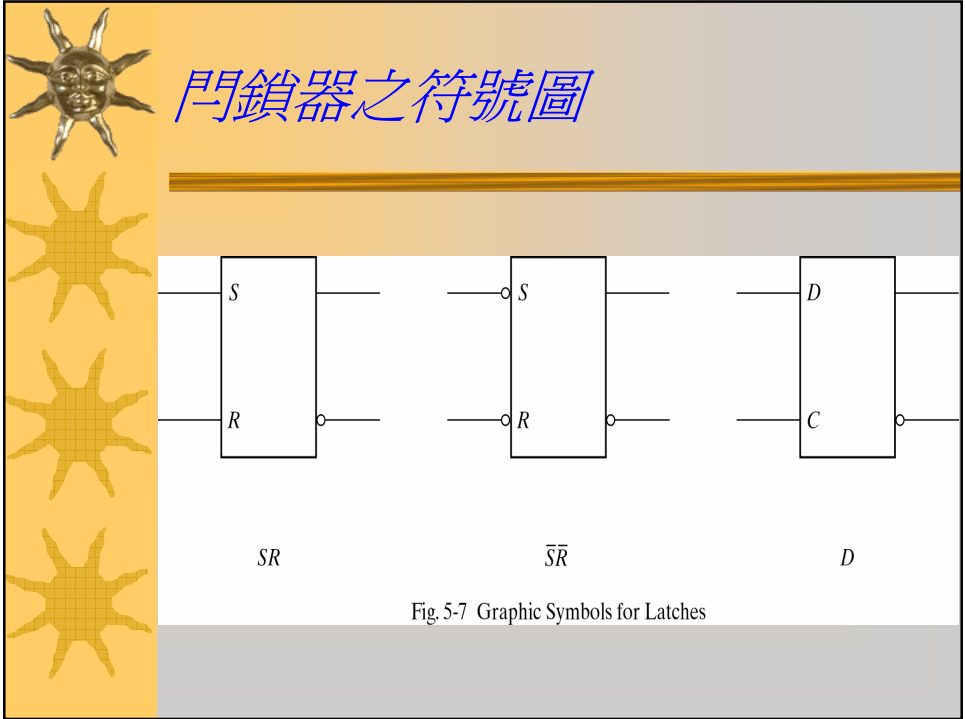 閂鎖器之符號圖
S S D
R R C
SR S̅R̅ D
Fig. 5-7 Graphic Symbols for Latches